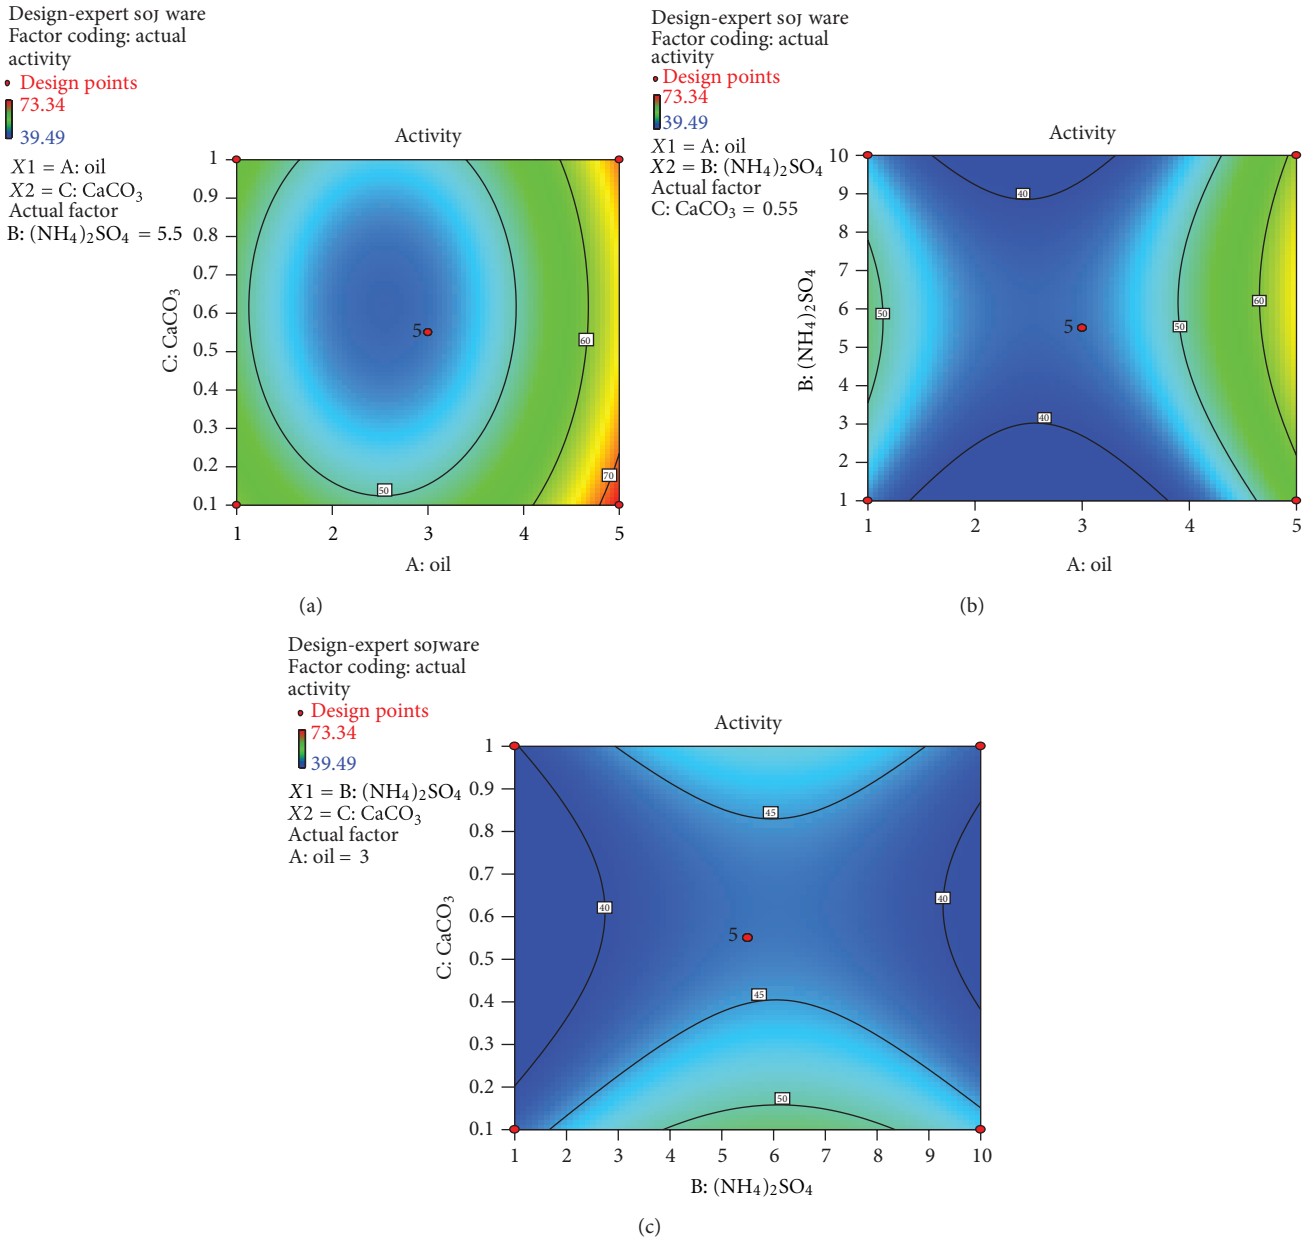 Design-expert soȷ ware
Factor coding: actual
activity
Design points
73.34
39.49
X1 = A: oil
X2 = C: CaCO3
Actual factor
B: (NH4)2SO4 = 5.5
Activity
1
0.9
0.8
0.7
0.6
0.5
0.4
0.3
0.2
0.1
C: CaCO3
5
50
60
70
1 2 3 4 5
A: oil
(a)
Design-expert soȷ ware
Factor coding: actual
activity
Design points
73.34
39.49
X1 = A: oil
X2 = B: (NH4)2SO4
Actual factor
C: CaCO3 = 0.55
Activity
10
9
8
7
6
5
4
3
2
1
B: (NH4)2SO4
40
50
5
50
60
40
1 2 3 4 5
A: oil
(b)
Design-expert soȷware
Factor coding: actual
activity
Design points
73.34
39.49
X1 = B: (NH4)2SO4
X2 = C: CaCO3
Actual factor
A: oil = 3
Activity
1
0.9
0.8
0.7
0.6
0.5
0.4
0.3
0.2
0.1
C: CaCO3
45
40
40
5
45
50
1 2 3 4 5 6 7 8 9 10
B: (NH4)2SO4
(c)